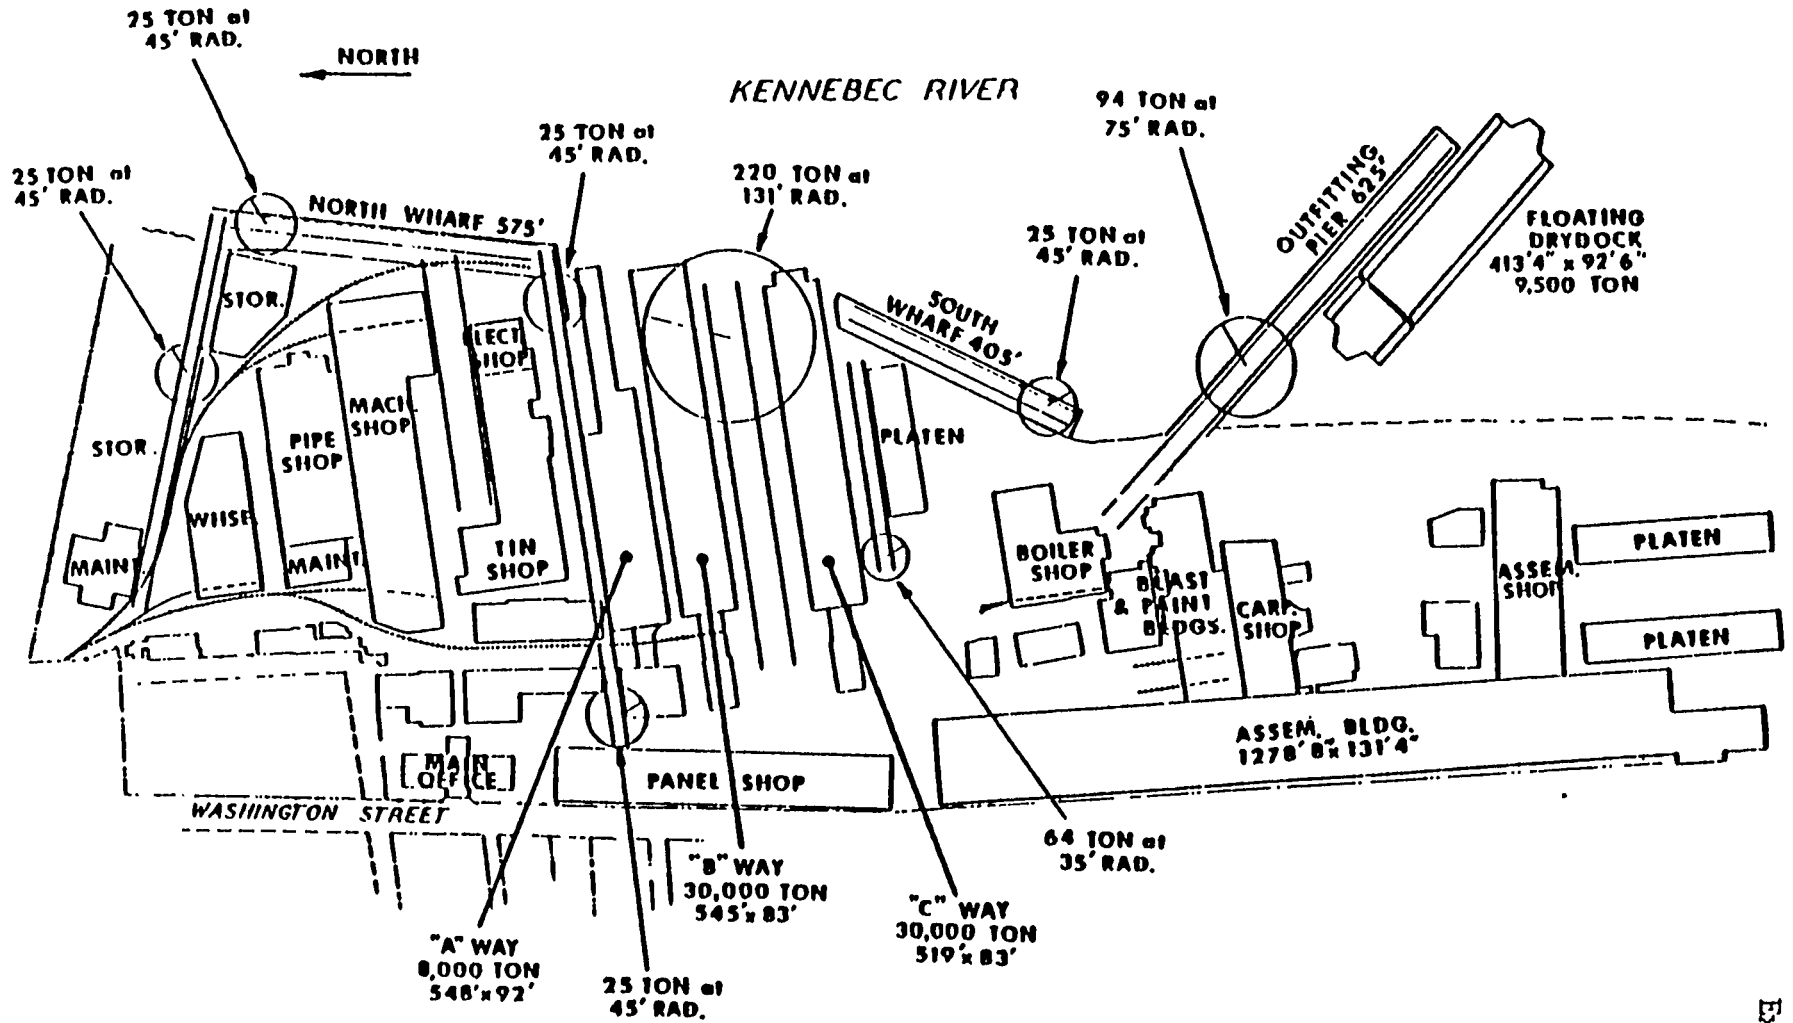 25 TON at
45' RAD.
NORTH
KENNEBEC RIVER
94 TON at
75' RAD.
25 TON at
45' RAD.
25 TON at
45' RAD.
220 TON at
131' RAD.
NORTH WHARF 575'
OUTFITTING
PIER 625'
FLOATING
DRYDOCK
413'4" x 92'6"
9,500 TON
25 TON at
45' RAD.
SOUTH
WHARF 405'
STOR.
ELECT
SHOP
MACH.
SHOP
PIPE
SHOP
STOR.
PLATEN
WHSE.
MAINT.
MAINT.
TIN
SHOP
BOILER
SHOP
BLAST
& PAINT
BLDGS.
CARP.
SHOP
ASSEM.
SHOP
PLATEN
PLATEN
ASSEM. BLDG.
1278'8" x 131'4"
MAIN
OFFICE
PANEL SHOP
WASHINGTON STREET
64 TON at
35' RAD.
"B" WAY
30,000 TON
545' x 83'
"C" WAY
30,000 TON
519' x 83'
"A" WAY
8,000 TON
548' x 92'
25 TON at
45' RAD.